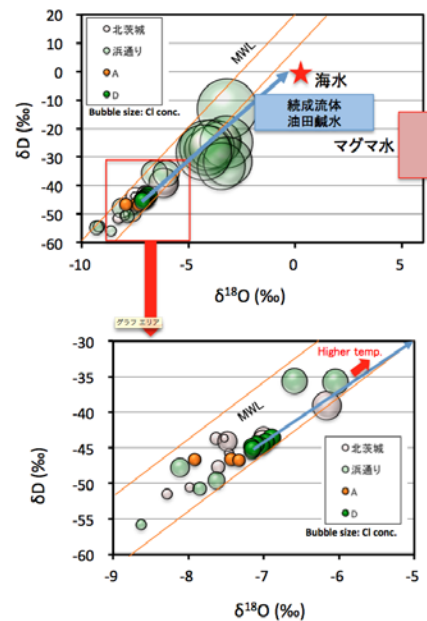 北茨城
浜通り
A
D
Bubble size: Cl conc.
MWL
海水
続成流体
油田鹹水
マグマ水
20
10
0
-10
-20
-30
-40
-50
-60
δD (‰)
-10
-5
0
5
δ18O (‰)
グラフ エリア
-30
-35
-40
-45
-50
-55
-60
δD (‰)
Higher temp.
MWL
北茨城
浜通り
A
D
Bubble size: Cl conc.
-9
-8
-7
-6
-5
δ18O (‰)